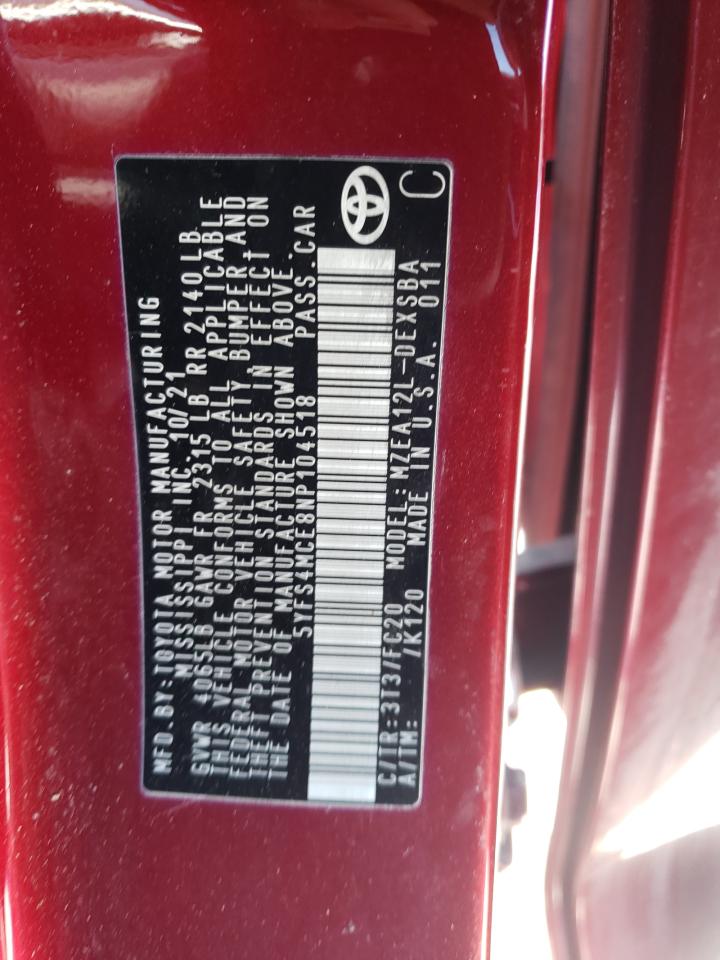 MFD.BY:TOYOTA MOTOR MANUFACTURING
MISSISSIPPI INC. 10/21
GVWR 4065LB GAWR FR 2315 LB RR 2140 LB
THIS VEHICLE CONFORMS TO ALL APPLICABLE
FEDERAL MOTOR VEHICLE SAFETY, BUMPER, AND
THEFT PREVENTION STANDARDS IN EFFECT ON
THE DATE OF MANUFACTURE SHOWN ABOVE.
5YFS4MCE8NP104518 PASS.CAR
C/TR:3T3/FC20 MODEL:MZEA12L-DEXSBA
A/TM: /K120 MADE IN U.S.A. 011
C